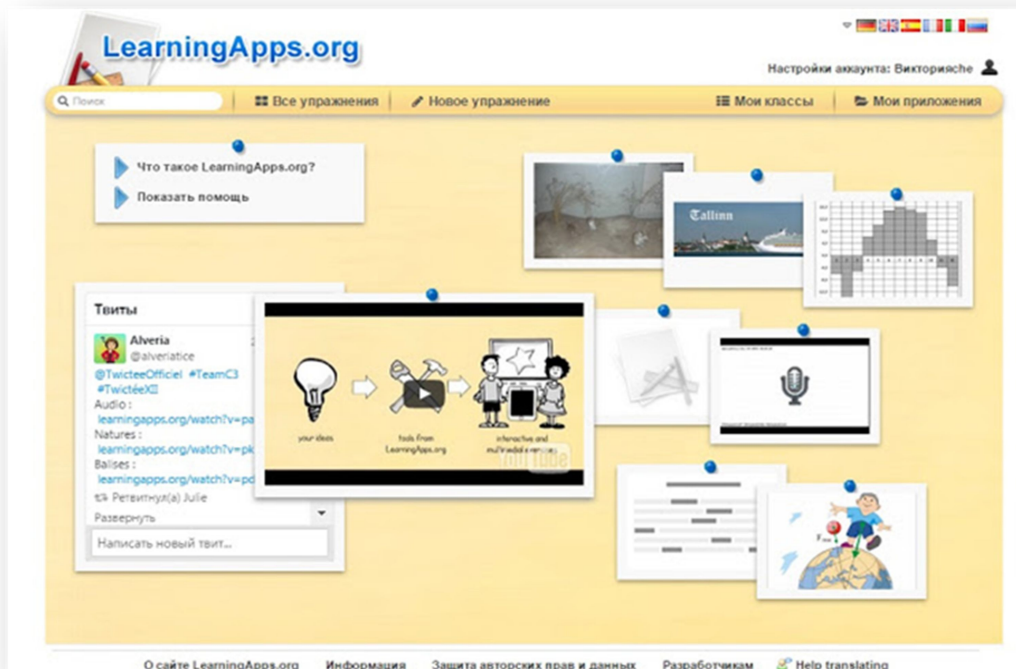 LearningApps.org
Настройки аккаунта: Викторияche
Поиск
Все упражнения
Новое упражнение
Мои классы
Мои приложения
Что такое LearningApps.org?
Показать помощь
Tallinn
Твиты
Alveria
@alveriatice
@TwicteeOfficiel #TeamC3
#TwictéeXII
Audio :
learningapps.org/watch?v=pa
Natures :
learningapps.org/watch?v=pk
Balises :
learningapps.org/watch?v=pd
Ретвитнул(а) Julie
Развернуть
Написать новый твит...
your ideas
tools from
LearningApps.org
interactive and
YouTube
О сайте LearningApps.org
Информация
Защита авторских прав и данных
Разработчикам
Help translating